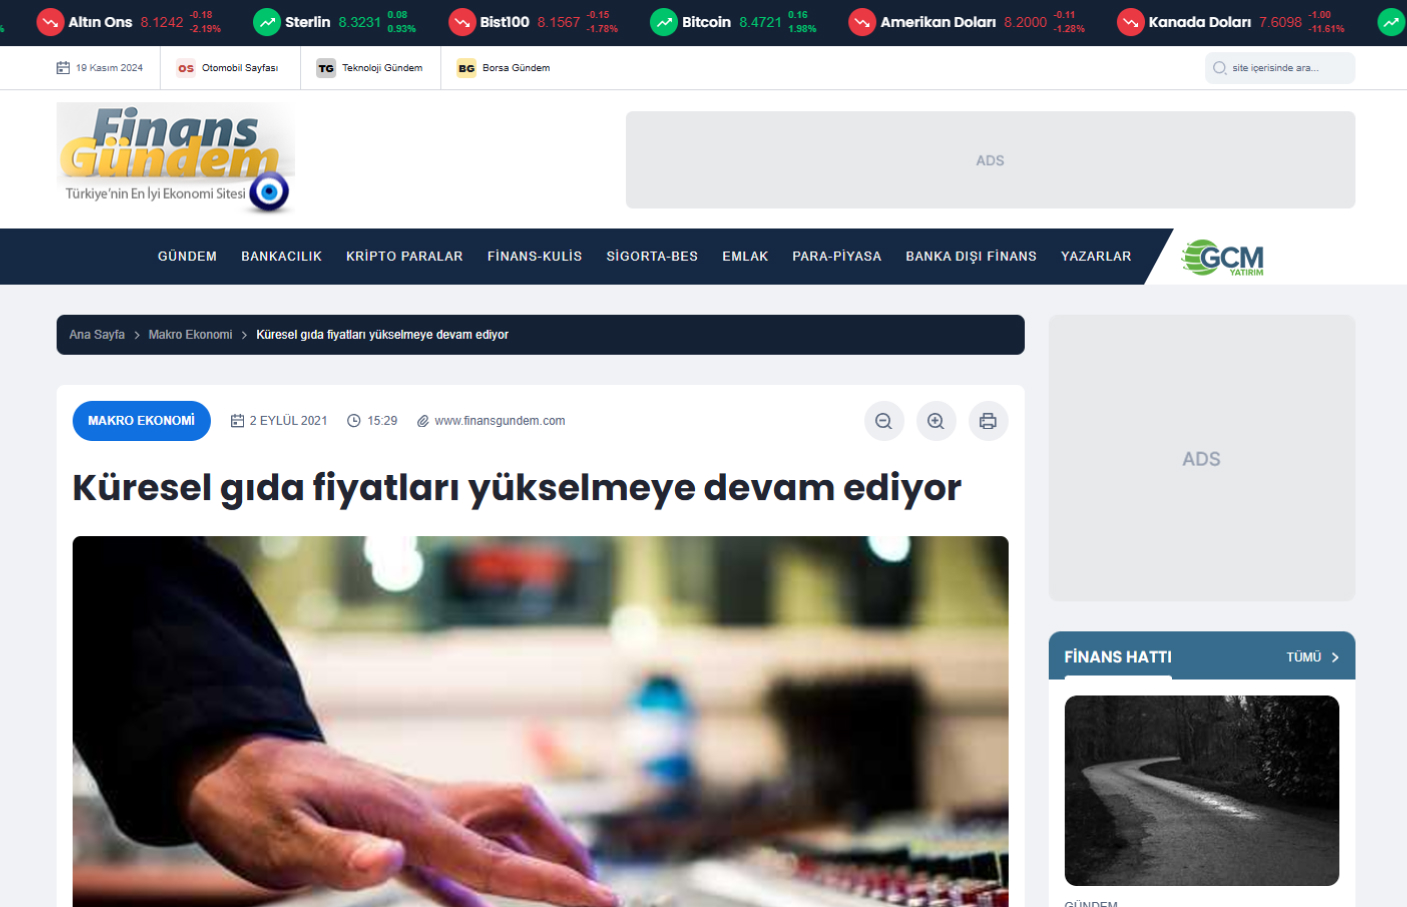 %
Altın Ons 8.1242 -0.18 -2.19%
Sterlin 8.3231 0.08 0.93%
Bist100 8.1567 -0.15 -1.78%
Bitcoin 8.4721 0.16 1.98%
Amerikan Doları 8.2000 -0.11 -1.28%
Kanada Doları 7.6098 -1.00 -11.61%
19 Kasım 2024
OS Otomobil Sayfası
TG Teknoloji Gündem
BG Borsa Gündem
site içerisinde ara...
Finans
Gündem
Türkiye'nin En İyi Ekonomi Sitesi
ADS
GÜNDEM BANKACILIK KRİPTO PARALAR FİNANS-KULİS SİGORTA-BES EMLAK PARA-PİYASA BANKA DIŞI FİNANS YAZARLAR
GCM
YATIRIM
Ana Sayfa > Makro Ekonomi > Küresel gıda fiyatları yükselmeye devam ediyor
MAKRO EKONOMİ 2 EYLÜL 2021 15:29 www.finansgundem.com
Küresel gıda fiyatları yükselmeye devam ediyor
ADS
FİNANS HATTI TÜMÜ >
GÜNDEM